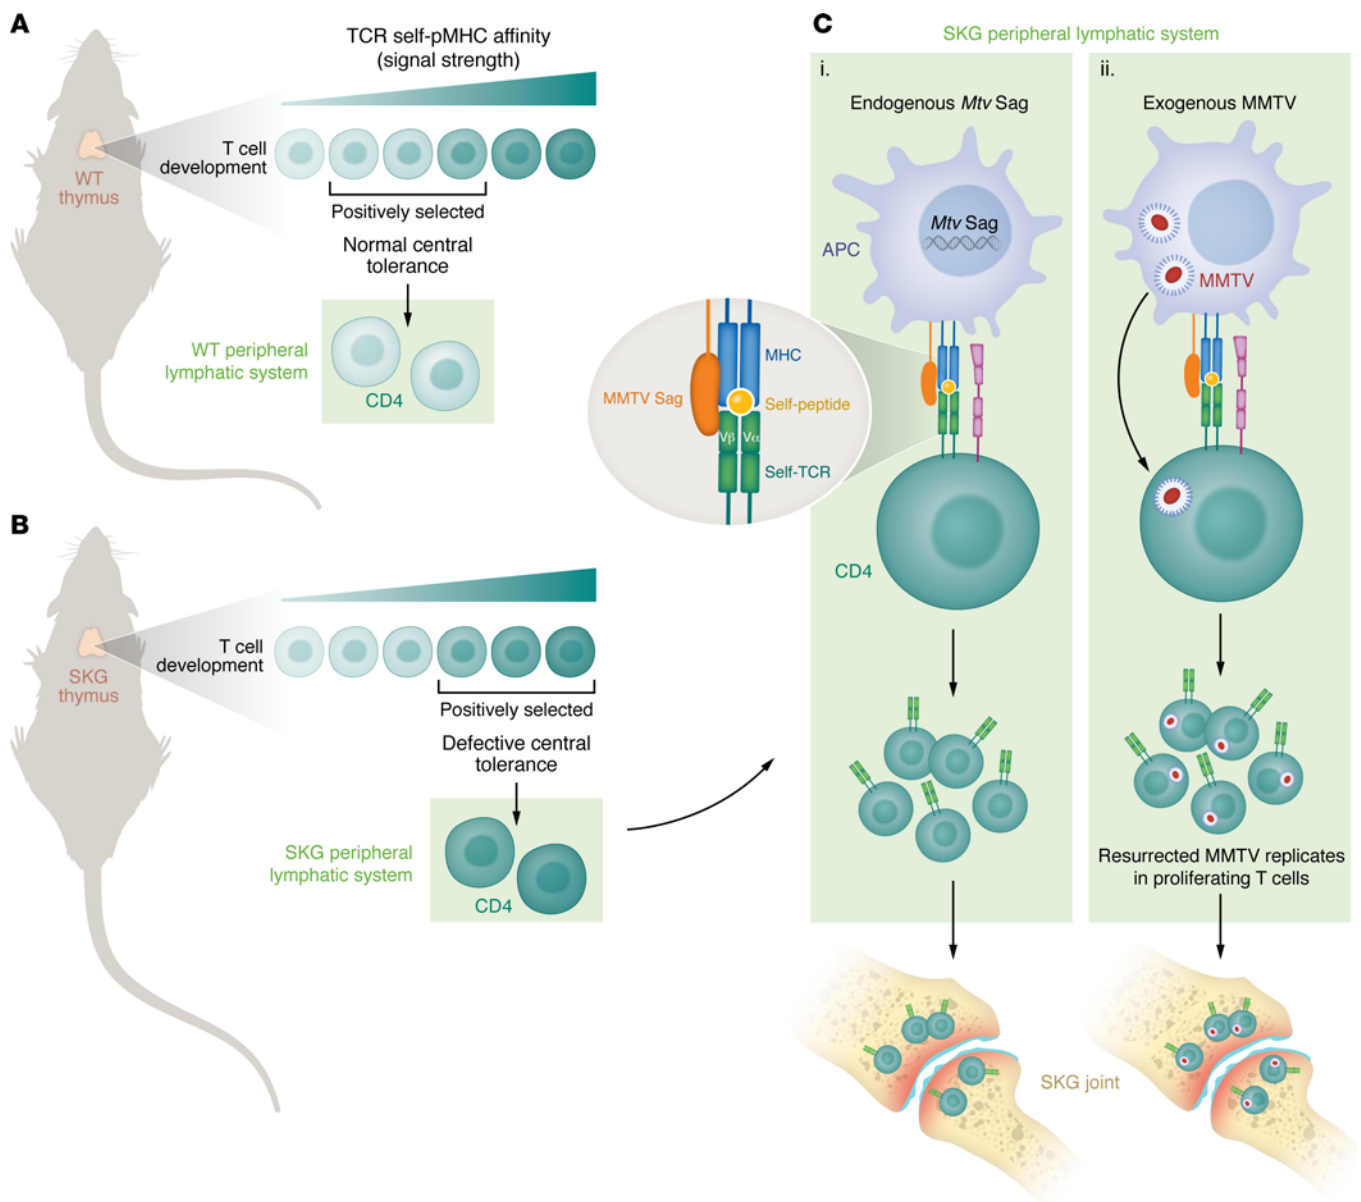 A
TCR self-pMHC affinity
(signal strength)
T cell
development
WT
thymus
Positively selected
Normal central
tolerance
WT peripheral
lymphatic system
CD4
B
T cell
development
SKG
thymus
Positively selected
Defective central
tolerance
SKG peripheral
lymphatic system
CD4
C
SKG peripheral lymphatic system
i.
Endogenous Mtv Sag
Mtv Sag
APC
MHC
MMTV Sag
Self-peptide
Vβ Vα
Self-TCR
CD4
ii.
Exogenous MMTV
MMTV
Resurrected MMTV replicates
in proliferating T cells
SKG joint